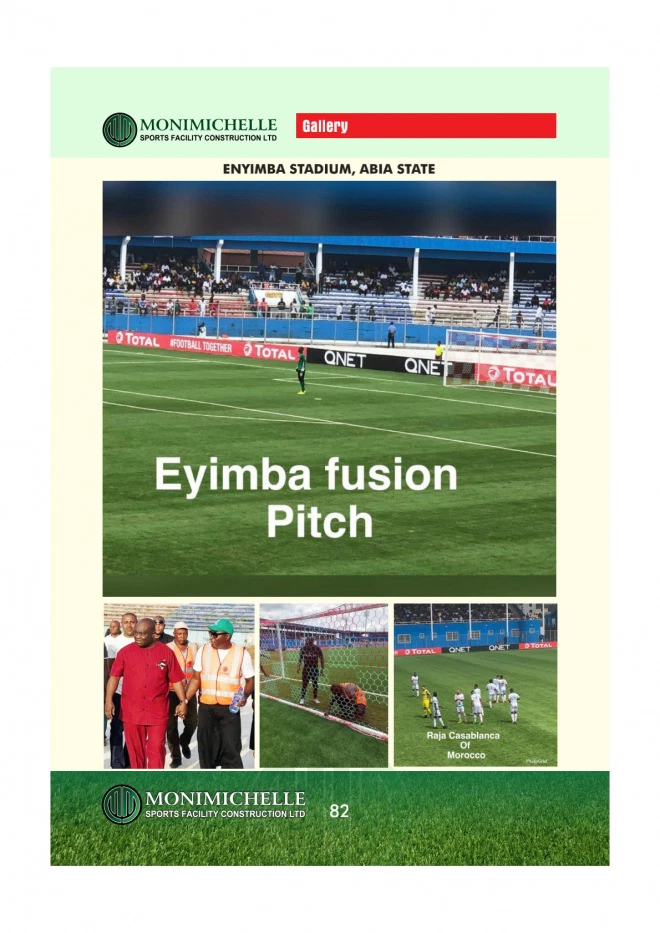 MONIMICHELLE
SPORTS FACILITY CONSTRUCTION LTD
Gallery
ENYIMBA STADIUM, ABIA STATE
TOTAL
#FOOTBALL TOGETHER
TOTAL
QNET
QNET
TOTAL
Eyimba fusion
Pitch
TOTAL
QNET
QNET
TOTAL
Raja Casablanca
Of
Morocco
MONIMICHELLE
SPORTS FACILITY CONSTRUCTION LTD
82